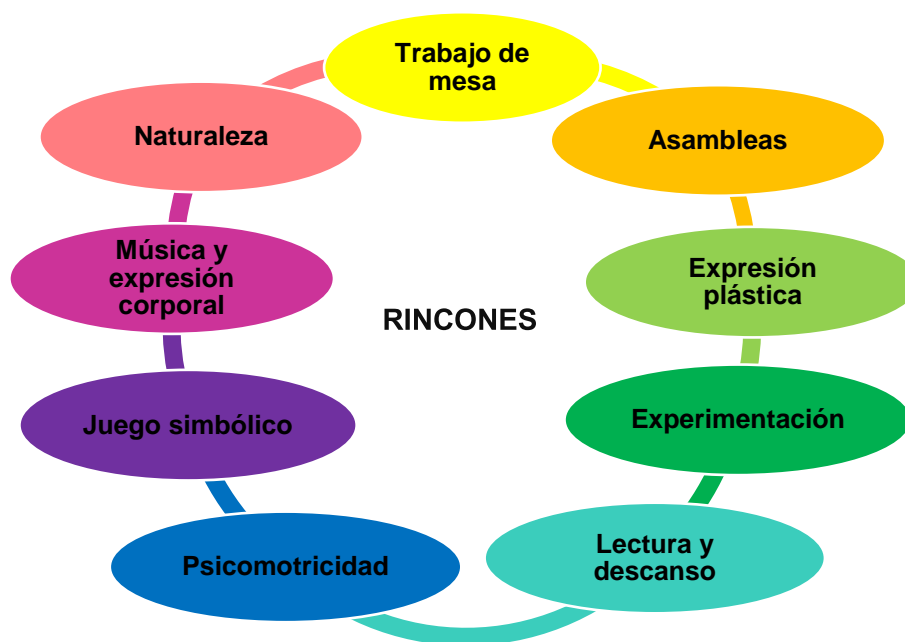 Trabajo de
mesa
Asambleas
Expresión
plástica
Experimentación
Lectura y
descanso
Psicomotricidad
Juego simbólico
Música y
expresión
corporal
Naturaleza
RINCONES